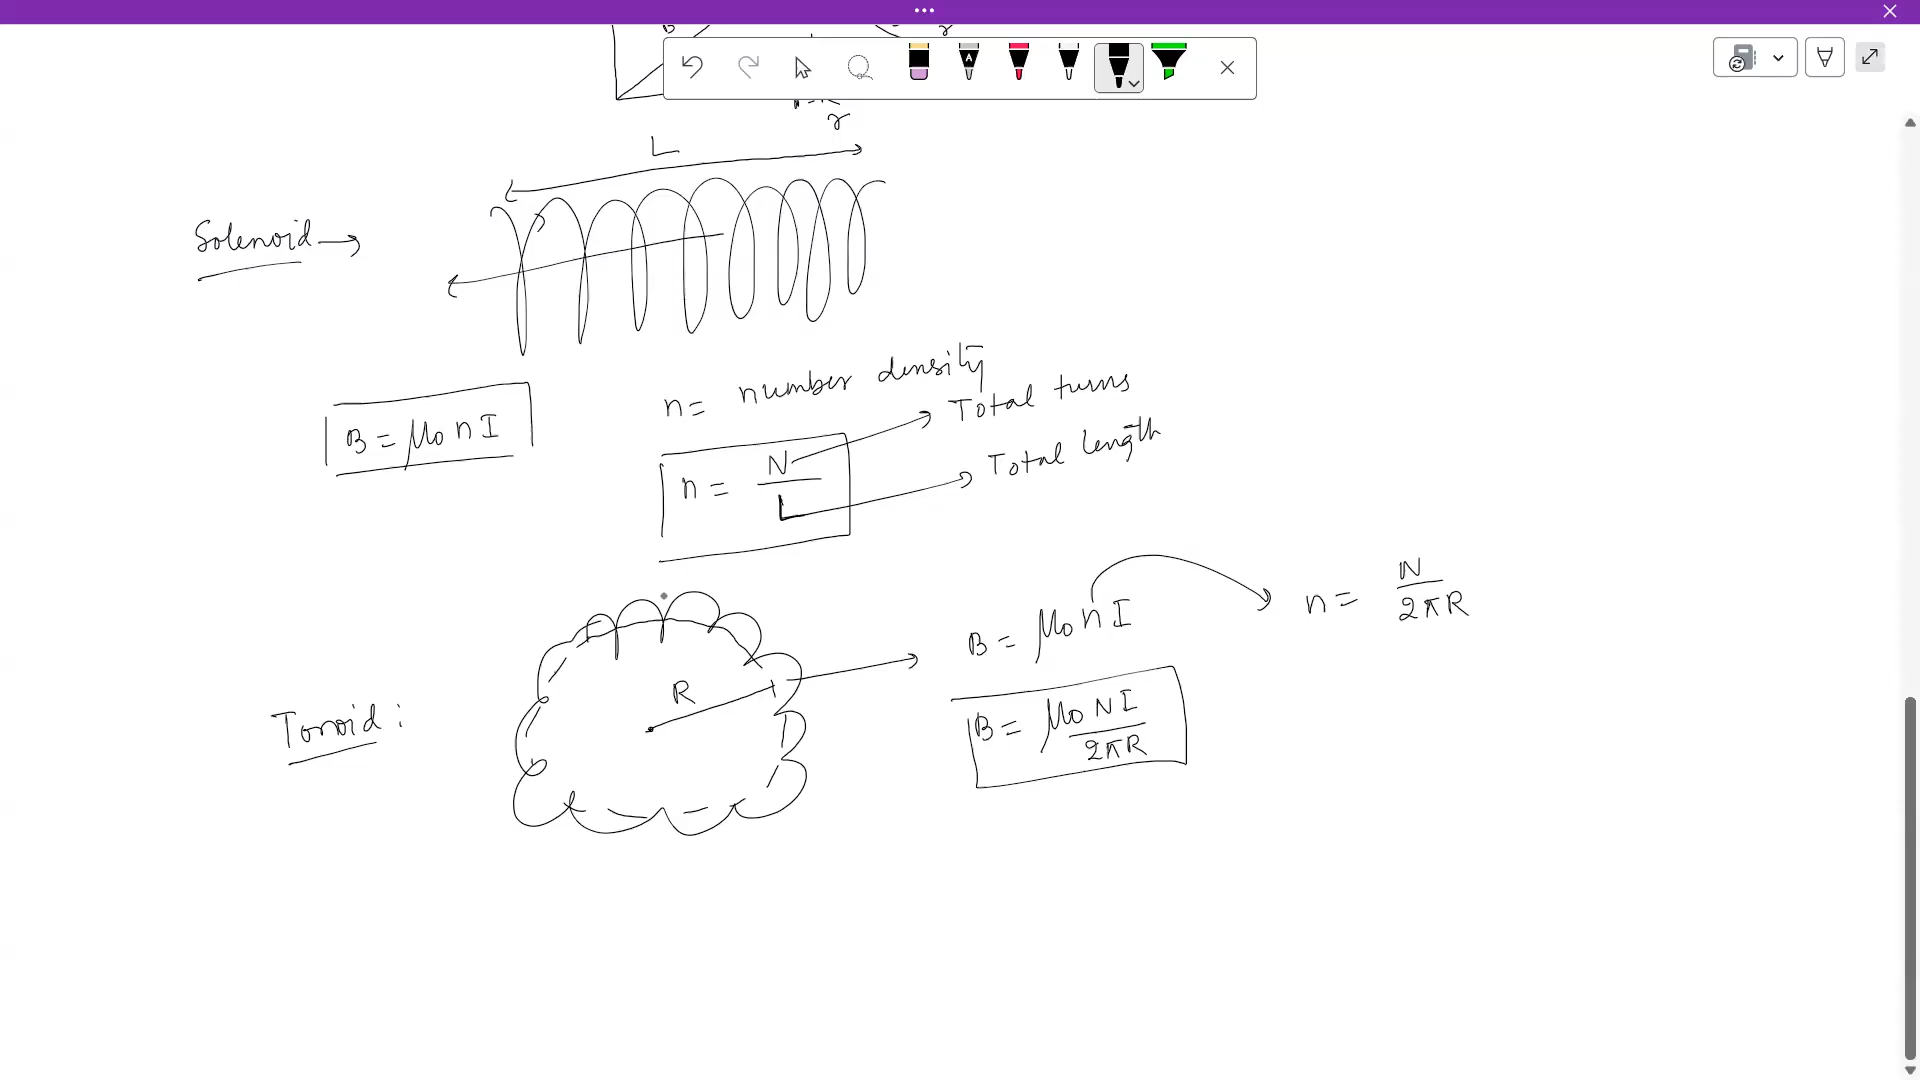 B
r
r
L
Solenoid →
n = number density
B = μ₀ n I
Total turns
n = N / L
Total length
B = μ₀ n I
n = N / 2πR
R
Toroid :
B = μ₀ N I / 2πR